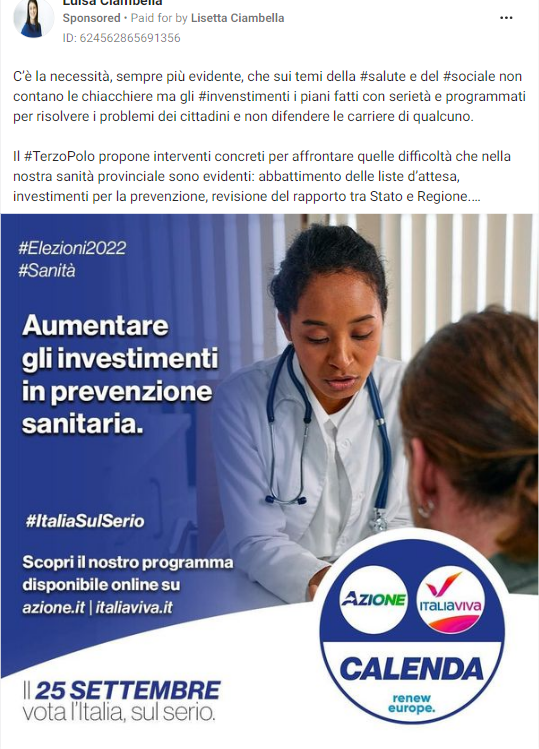 Luisa Ciambella
Sponsored • Paid for by Lisetta Ciambella
ID: 624562865691356
C'è la necessità, sempre più evidente, che sui temi della #salute e del #sociale non
contano le chiacchiere ma gli #invenstimenti i piani fatti con serietà e programmati
per risolvere i problemi dei cittadini e non difendere le carriere di qualcuno.
Il #TerzoPolo propone interventi concreti per affrontare quelle difficoltà che nella
nostra sanità provinciale sono evidenti: abbattimento delle liste d'attesa,
investimenti per la prevenzione, revisione del rapporto tra Stato e Regione....
#Elezioni2022
#Sanità
Aumentare
gli investimenti
in prevenzione
sanitaria.
#ItaliaSulSerio
Scopri il nostro programma
disponibile online su
azione.it | italiaviva.it
Il 25 SETTEMBRE
vota l'Italia, sul serio.
AZIONE
ITALIAVIVA
CALENDA
renew
europe.